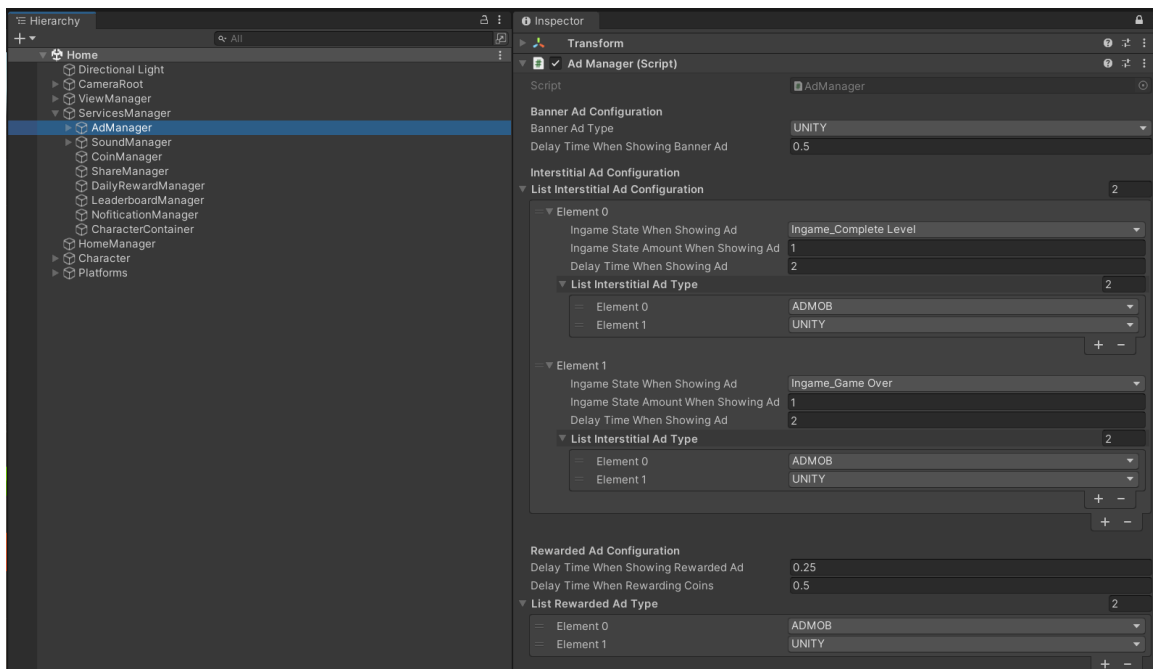 Hierarchy
All
Home
Directional Light
CameraRoot
ViewManager
ServicesManager
AdManager
SoundManager
CoinManager
ShareManager
DailyRewardManager
LeaderboardManager
NofiticationManager
CharacterContainer
HomeManager
Character
Platforms
Inspector
Transform
Ad Manager (Script)
Script AdManager
Banner Ad Configuration
Banner Ad Type UNITY
Delay Time When Showing Banner Ad 0.5
Interstitial Ad Configuration
List Interstitial Ad Configuration 2
Element 0
Ingame State When Showing Ad Ingame_Complete Level
Ingame State Amount When Showing Ad 1
Delay Time When Showing Ad 2
List Interstitial Ad Type 2
Element 0 ADMOB
Element 1 UNITY
+ −
Element 1
Ingame State When Showing Ad Ingame_Game Over
Ingame State Amount When Showing Ad 1
Delay Time When Showing Ad 2
List Interstitial Ad Type 2
Element 0 ADMOB
Element 1 UNITY
+ −
+ −
Rewarded Ad Configuration
Delay Time When Showing Rewarded Ad 0.25
Delay Time When Rewarding Coins 0.5
List Rewarded Ad Type 2
Element 0 ADMOB
Element 1 UNITY
+ −